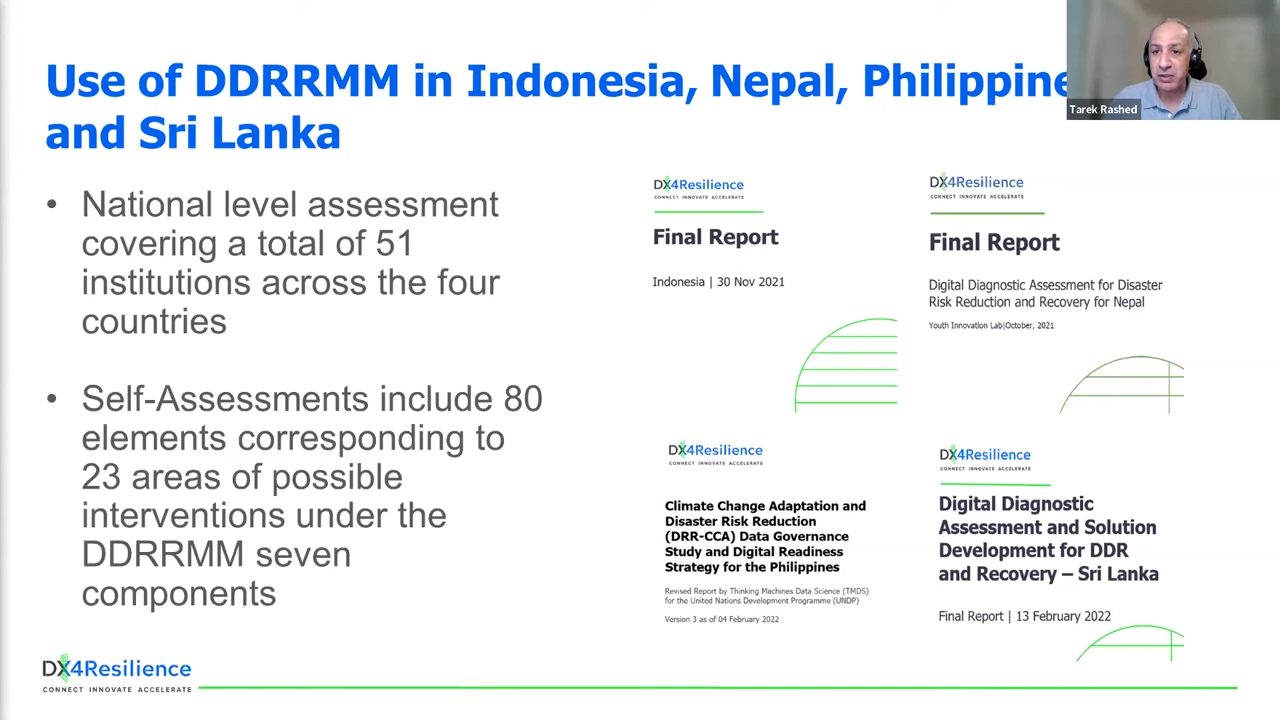 Use of DDRRMM in Indonesia, Nepal, Philippine
and Sri Lanka
Tarek Rashed
• National level assessment
covering a total of 51
institutions across the four
countries
• Self-Assessments include 80
elements corresponding to
23 areas of possible
interventions under the
DDRRMM seven
components
DX4Resilience
CONNECT INNOVATE ACCELERATE
Final Report
Indonesia | 30 Nov 2021
DX4Resilience
CONNECT INNOVATE ACCELERATE
Final Report
Digital Diagnostic Assessment for Disaster
Risk Reduction and Recovery for Nepal
Youth Innovation Lab|October, 2021
DX4Resilience
CONNECT INNOVATE ACCELERATE
Climate Change Adaptation and
Disaster Risk Reduction
(DRR-CCA) Data Governance
Study and Digital Readiness
Strategy for the Philippines
Revised Report by Thinking Machines Data Science (TMDS)
for the United Nations Development Programme (UNDP)
Version 3 as of 04 February 2022
DX4Resilience
CONNECT INNOVATE ACCELERATE
Digital Diagnostic
Assessment and Solution
Development for DDR
and Recovery – Sri Lanka
Final Report | 13 February 2022
DX4Resilience
CONNECT INNOVATE ACCELERATE